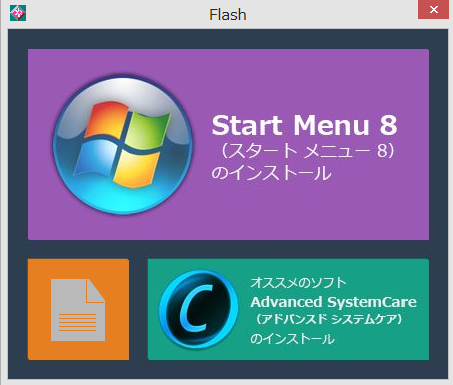 Flash
Start Menu 8
（スタート メニュー 8）
のインストール
オススメのソフト
Advanced SystemCare
（アドバンスド システムケア）
のインストール